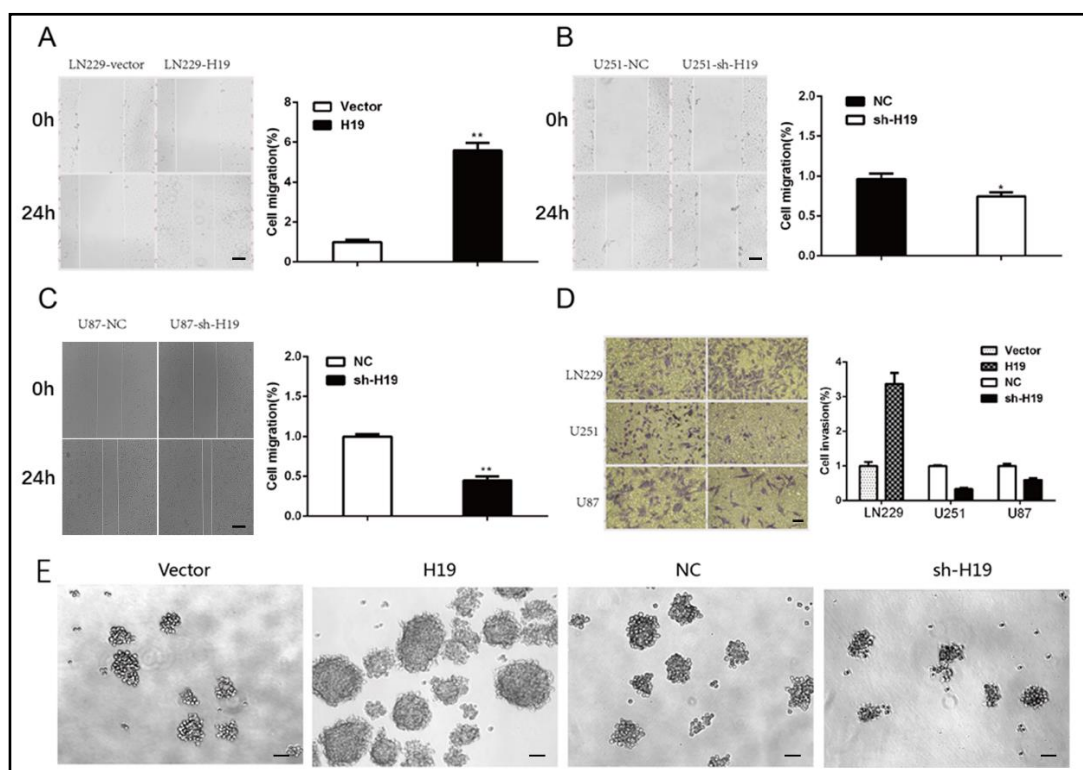 A
LN229-vector LN229-H19
0h
24h
Cell migration(%)
8
6
4
2
0
Vector
H19
**
B
U251-NC U251-sh-H19
0h
24h
Cell migration(%)
2.0
1.5
1.0
0.5
0.0
NC
sh-H19
*
C
U87-NC U87-sh-H19
0h
24h
Cell migration(%)
2.0
1.5
1.0
0.5
0.0
NC
sh-H19
**
D
LN229
U251
U87
Cell invasion(%)
4
3
2
1
0
Vector
H19
NC
sh-H19
LN229 U251 U87
E
Vector H19 NC sh-H19